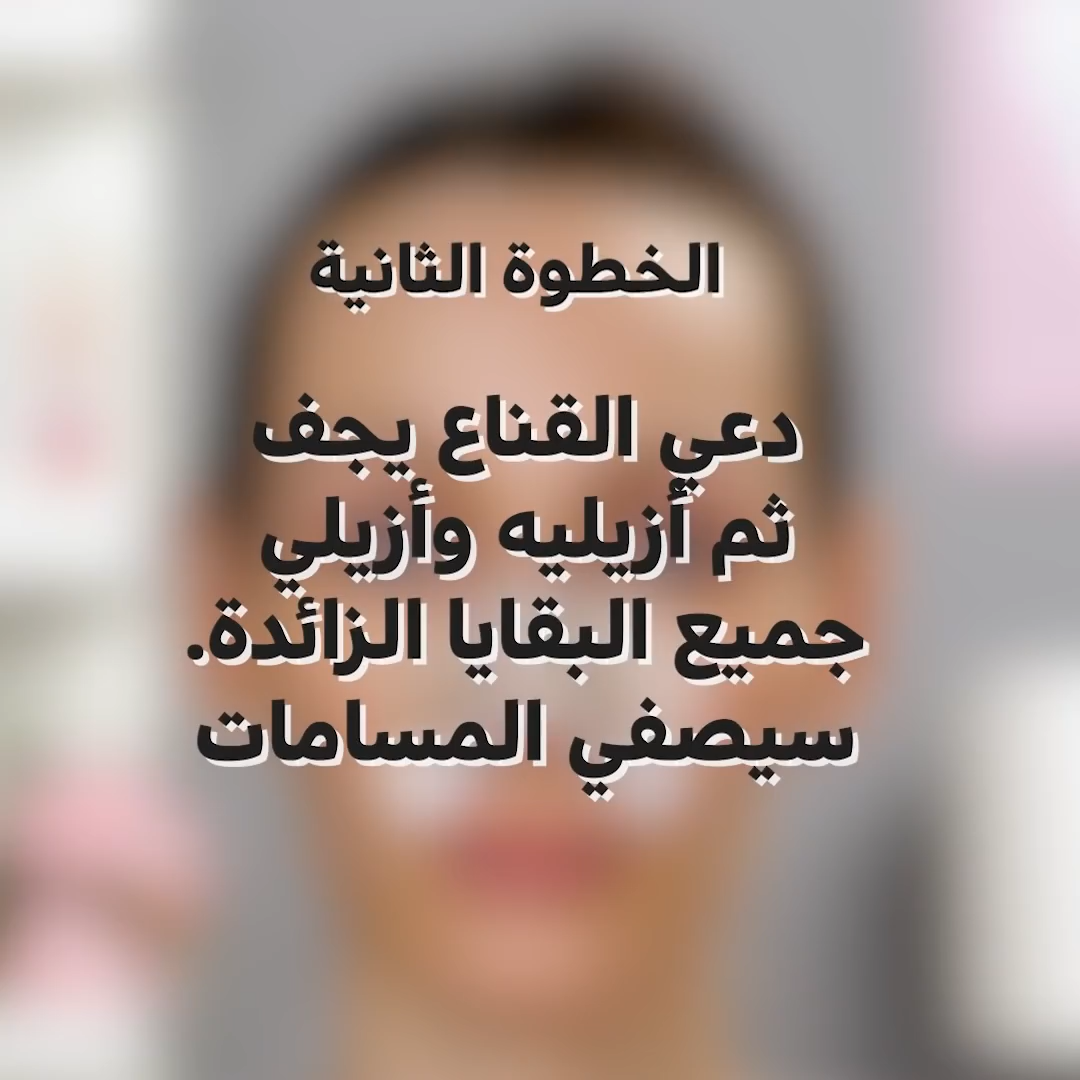 الخطوة الثانية
دعي القناع يجف
ثم أزيليه وأزيلي
جميع البقايا الزائدة.
سيصفي المسامات